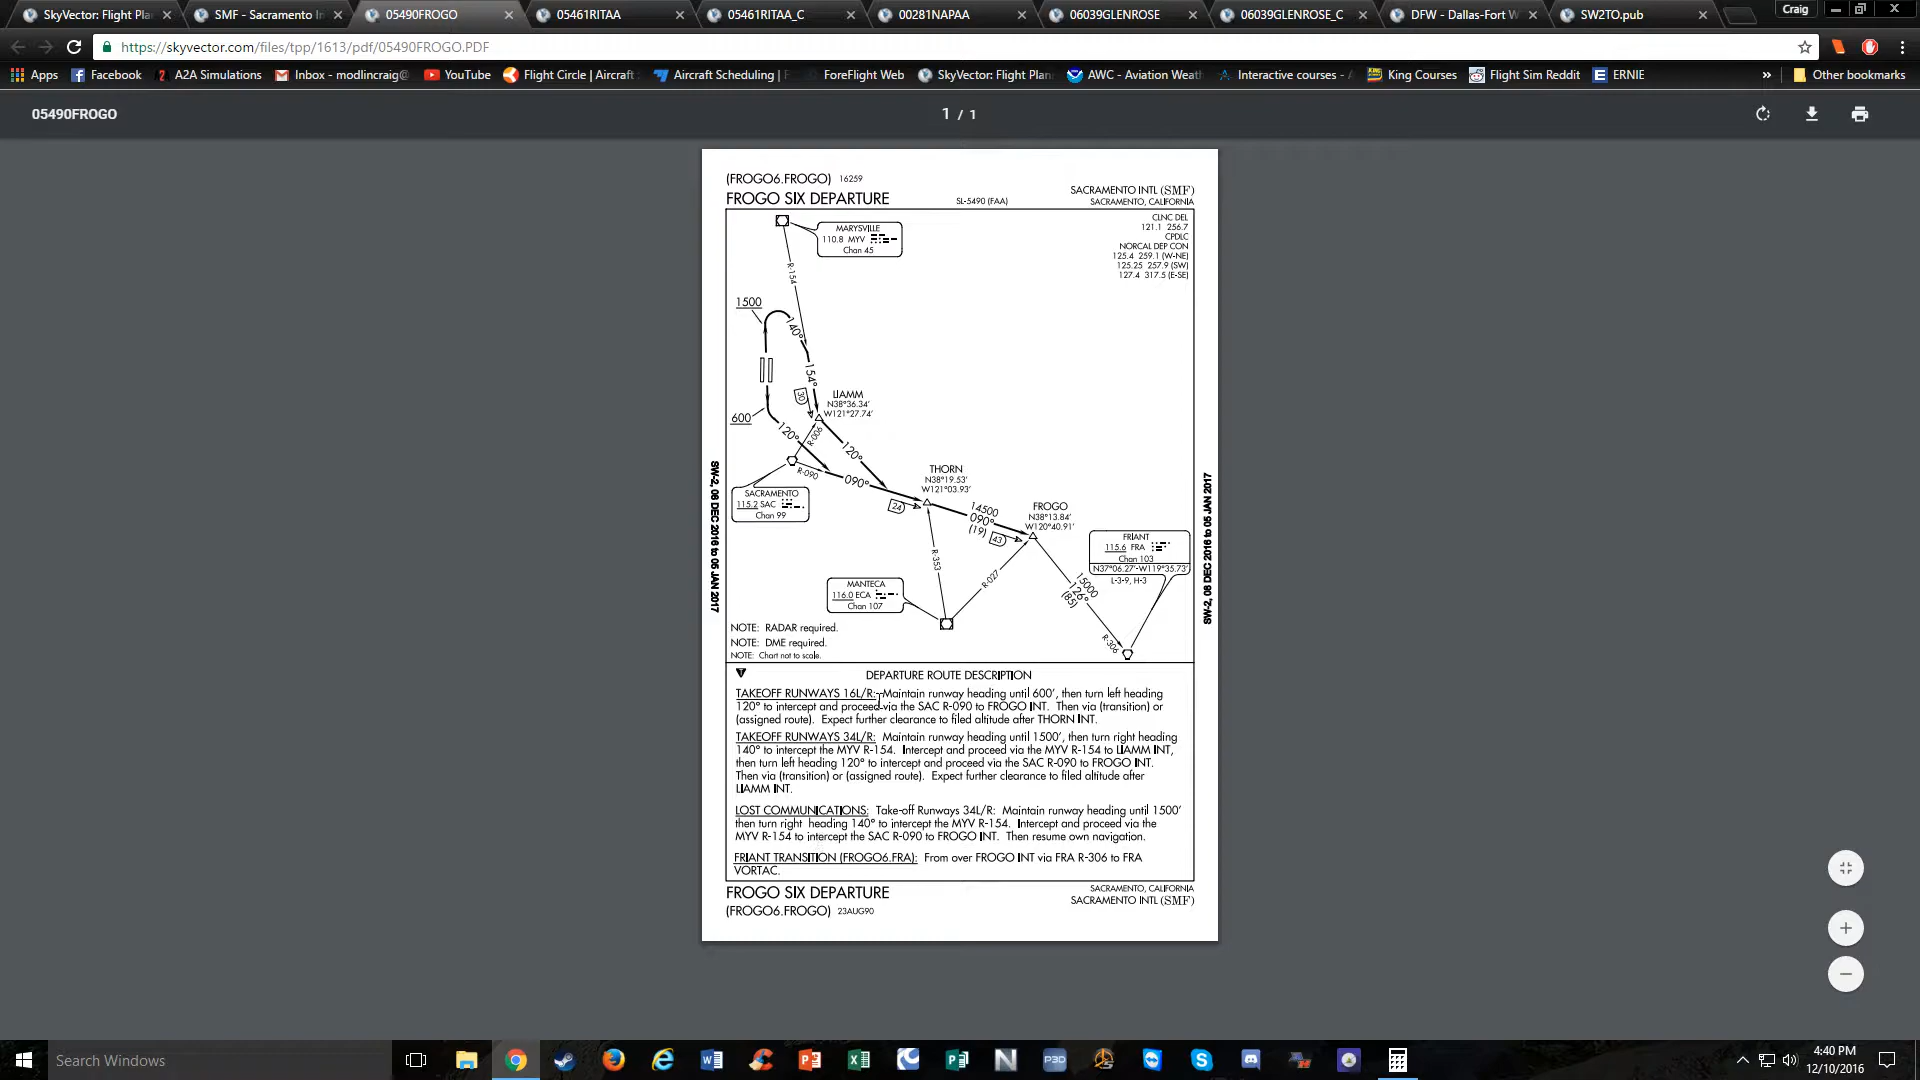 SkyVector: Flight Pla
SMF - Sacramento In
05490FROGO
05461RITAA
05461RITAA_C
00281NAPAA
06039GLENROSE
06039GLENROSE_C
DFW - Dallas-Fort W
SW2TO.pub
Craig
https://skyvector.com/files/tpp/1613/pdf/05490FROGO.PDF
Apps
Facebook
A2A Simulations
Inbox - modlincraig@
YouTube
Flight Circle | Aircraft
Aircraft Scheduling | F
ForeFlight Web
SkyVector: Flight Plan
AWC - Aviation Weat
Interactive courses - A
King Courses
Flight Sim Reddit
ERNIE
»
Other bookmarks
05490FROGO
1 / 1
(FROGO6.FROGO) 16259
FROGO SIX DEPARTURE
SL-5490 (FAA)
SACRAMENTO INTL (SMF)
SACRAMENTO, CALIFORNIA
CLNC DEL
121.1 256.7
CPDLC
NORCAL DEP CON
125.4 259.1 (W-NE)
125.25 257.9 (SW)
127.4 317.5 (E-SE)
MARYSVILLE
110.8 MYV
Chan 45
R-154
1500
140°
154°
30
LIAMM
N38°36.34'
W121°27.74'
600
120°
R-006
120°
R-090
090°
SACRAMENTO
115.2 SAC
Chan 99
THORN
N38°19.53'
W121°03.93'
24
14500
090°
(19)
43
FROGO
N38°13.84'
W120°40.91'
FRIANT
115.6 FRA
Chan 103
N37°06.27'-W119°35.73'
L-3-9, H-3
R-353
R-027
15000
126°
(85)
R-306
MANTECA
116.0 ECA
Chan 107
SW-2, 08 DEC 2016 to 05 JAN 2017
SW-2, 08 DEC 2016 to 05 JAN 2017
NOTE: RADAR required.
NOTE: DME required.
NOTE: Chart not to scale.
DEPARTURE ROUTE DESCRIPTION
TAKEOFF RUNWAYS 16L/R: Maintain runway heading until 600', then turn left heading
120° to intercept and proceed via the SAC R-090 to FROGO INT. Then via (transition) or
(assigned route). Expect further clearance to filed altitude after THORN INT.
TAKEOFF RUNWAYS 34L/R: Maintain runway heading until 1500', then turn right heading
140° to intercept the MYV R-154. Intercept and proceed via the MYV R-154 to LIAMM INT,
then turn left heading 120° to intercept and proceed via the SAC R-090 to FROGO INT.
Then via (transition) or (assigned route). Expect further clearance to filed altitude after
LIAMM INT.
LOST COMMUNICATIONS: Take-off Runways 34L/R: Maintain runway heading until 1500'
then turn right heading 140° to intercept the MYV R-154. Intercept and proceed via the
MYV R-154 to intercept the SAC R-090 to FROGO INT. Then resume own navigation.
FRIANT TRANSITION (FROGO6.FRA): From over FROGO INT via FRA R-306 to FRA
VORTAC.
FROGO SIX DEPARTURE
(FROGO6.FROGO) 23AUG90
SACRAMENTO, CALIFORNIA
SACRAMENTO INTL (SMF)
Search Windows
P3D
4:40 PM
12/10/2016